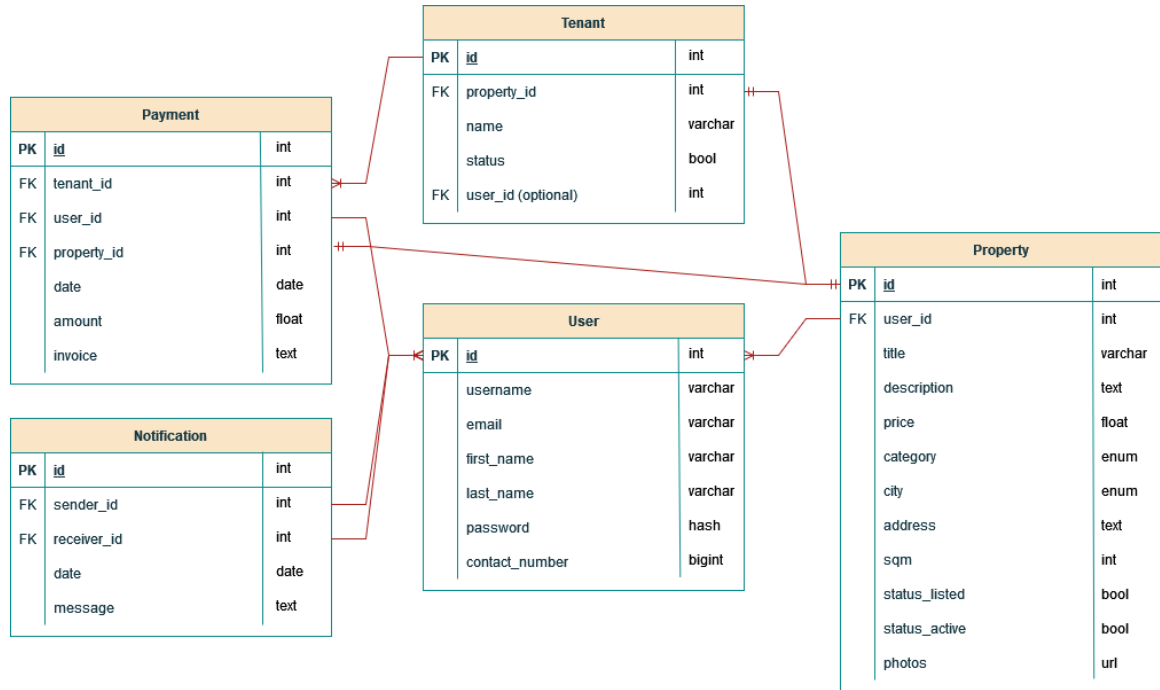 Tenant
PK id int
FK property_id int
name varchar
status bool
FK user_id (optional) int
Payment
PK id int
FK tenant_id int
FK user_id int
FK property_id int
date date
amount float
invoice text
Property
PK id int
FK user_id int
title varchar
description text
price float
category enum
city enum
address text
sqm int
status_listed bool
status_active bool
photos url
User
PK id int
username varchar
email varchar
first_name varchar
last_name varchar
password hash
contact_number bigint
Notification
PK id int
FK sender_id int
FK receiver_id int
date date
message text